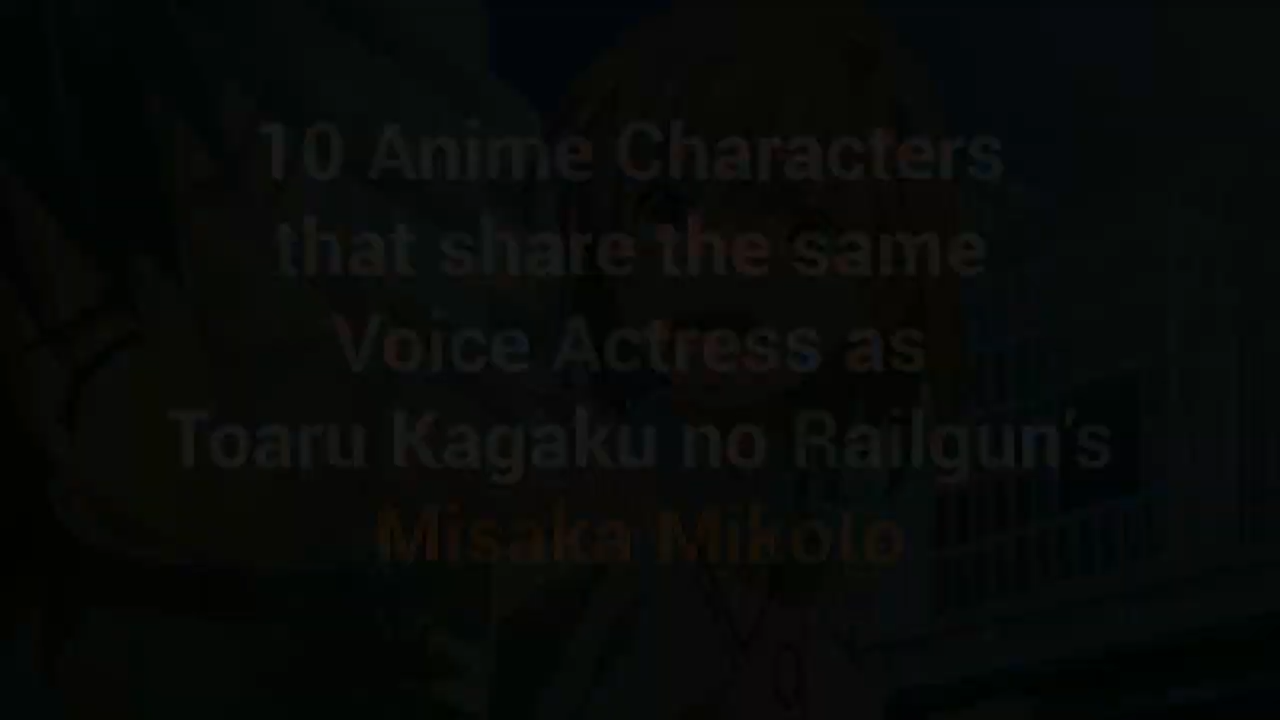 10 Anime Characters
that share the same
Voice Actress as
Toaru Kagaku no Railgun's
Misaka Mikoto